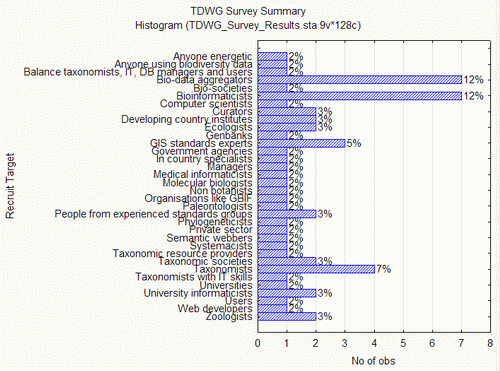 TDWG Survey Summary
Histogram (TDWG_Survey_Results.sta 9v*128c)
Anyone energetic 2%
Anyone using biodiversity data 2%
Balance taxonomists, IT, DB managers and users 2%
Bio-data aggregators 12%
Bio-societies 2%
Bioinformaticists 12%
Computer scientists 2%
Curators 3%
Developing country institutes 3%
Ecologists 3%
Genbanks 2%
GIS standards experts 5%
Government agencies 2%
In country specialists 2%
Managers 2%
Medical informaticists 2%
Molecular biologists 2%
Non botanists 2%
Organisations like GBIF 2%
Paleontologists 2%
People from experienced standards groups 3%
Phylogeneticists 2%
Private sector 2%
Semantic webbers 2%
Systemacists 2%
Taxonomic resource providers 2%
Taxonomic societies 3%
Taxonomists 7%
Taxonomists with IT skills 2%
Universities 2%
University informaticists 3%
Users 2%
Web developers 2%
Zoologists 3%
Recruit Target
0 1 2 3 4 5 6 7 8
No of obs